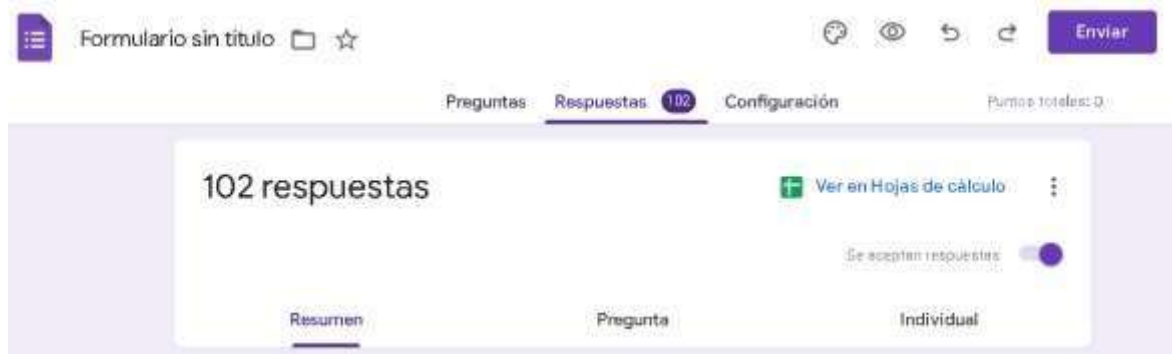 Formulario sin título
Enviar
Preguntas Respuestas 102 Configuración Puntos totales: 0
102 respuestas Ver en Hojas de cálculo
Se aceptan respuestas
Resumen Pregunta Individual